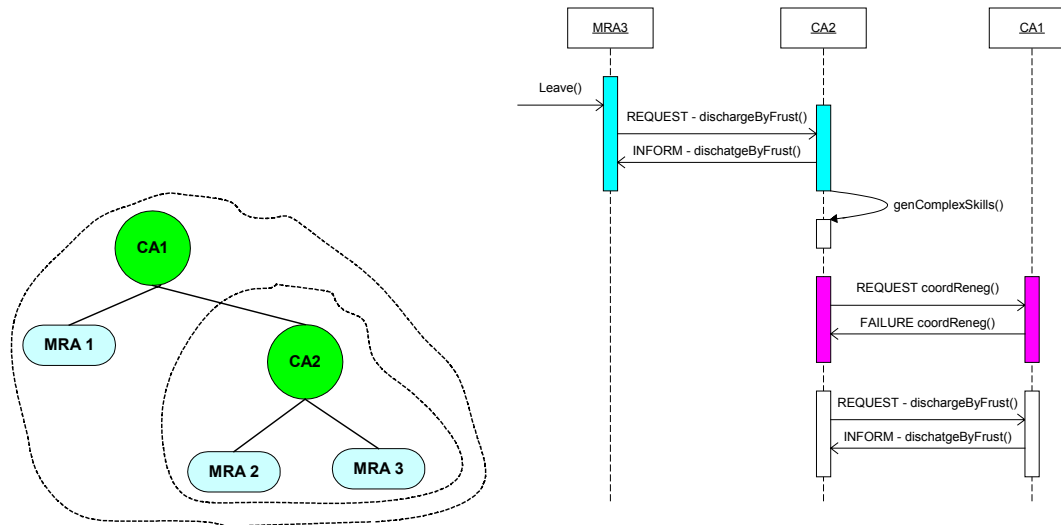 CA1
MRA 1
CA2
MRA 2
MRA 3
MRA3
CA2
CA1
Leave()
REQUEST - dischargeByFrust()
INFORM - dischatgeByFrust()
genComplexSkills()
REQUEST coordReneg()
FAILURE coordReneg()
REQUEST - dischargeByFrust()
INFORM - dischatgeByFrust()